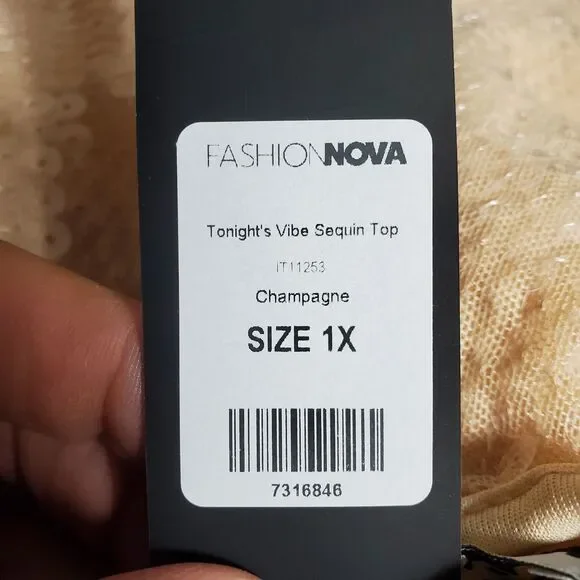 FASHIONNOVA
Tonight's Vibe Sequin Top
IT11253
Champagne
SIZE 1X
7316846